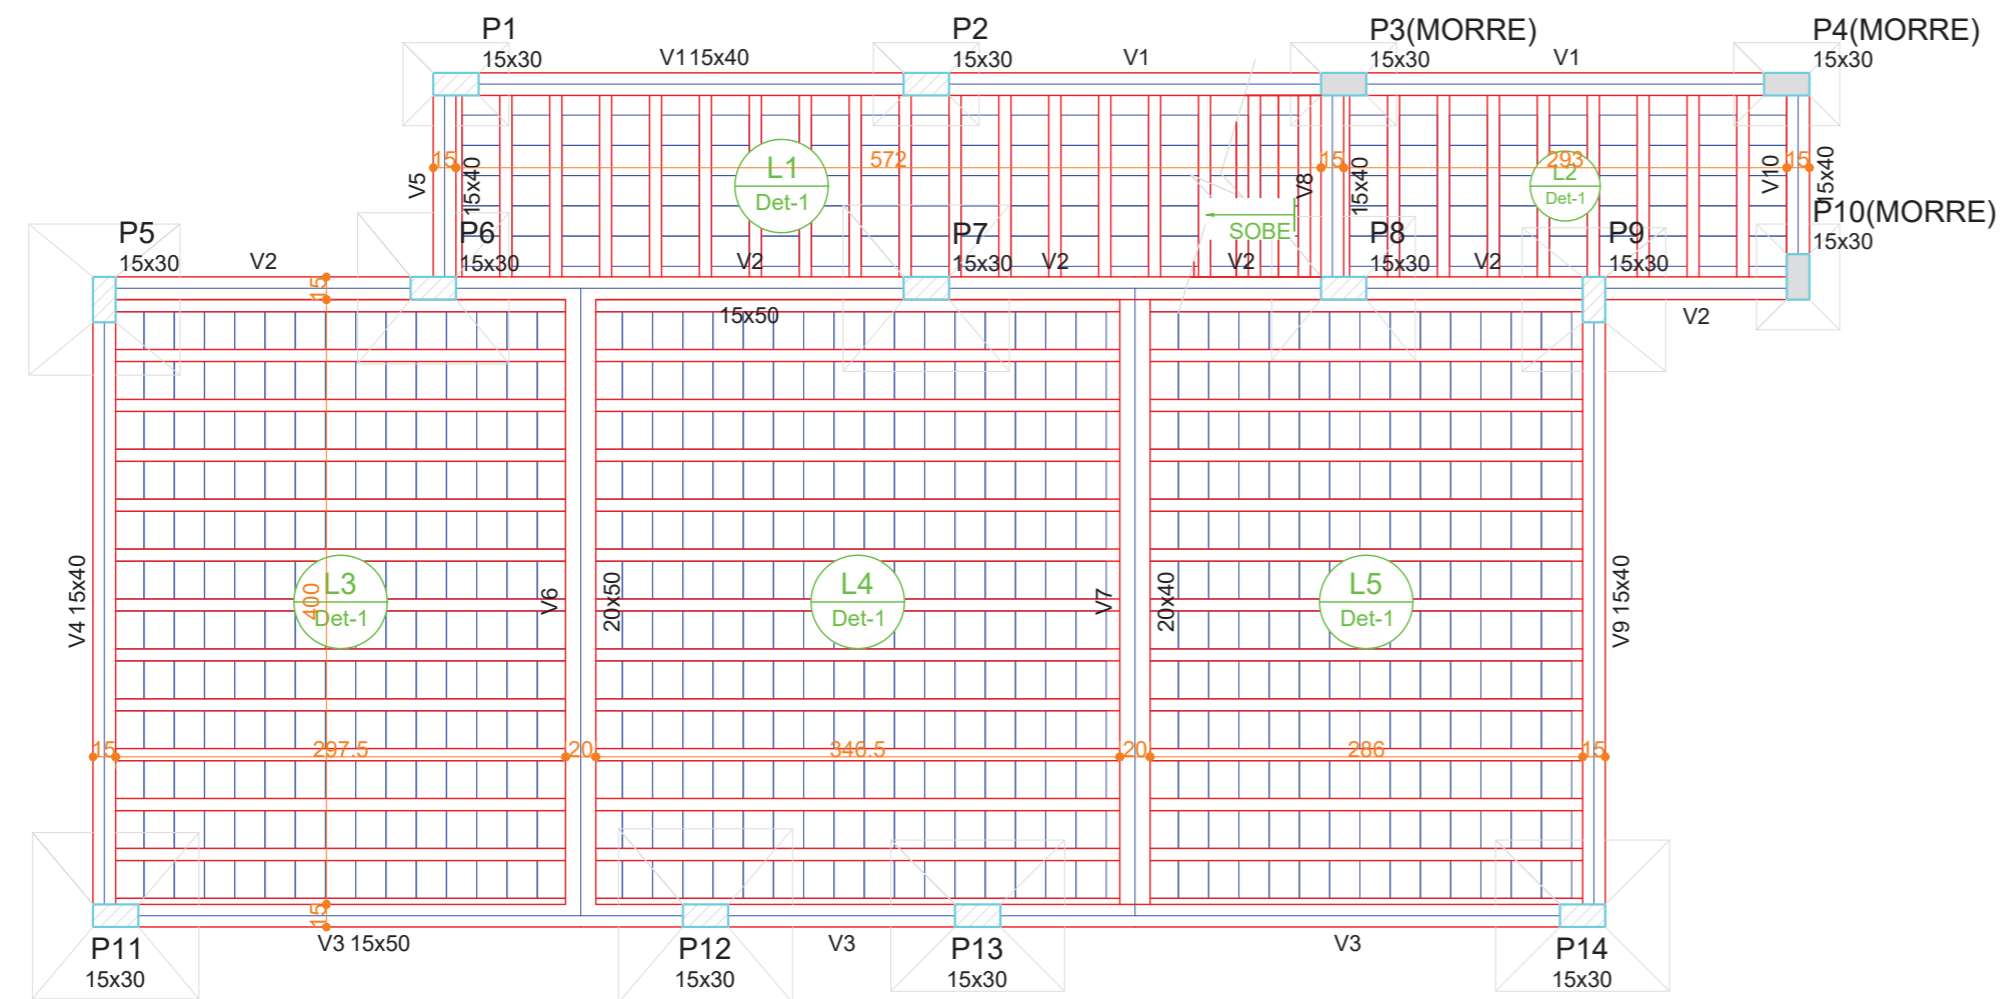 P1
15x30
V1 15x40
P2
15x30
V1
P3(MORRE)
15x30
V1
P4(MORRE)
15x30
15
V5
15x40
L1
Det-1
572
15
V8
15x40
293
L2
Det-1
V10
15
15x40
SOBE
P5
15x30
V2
15
P6
15x30
V2
P7
15x30
V2
V2
P8
15x30
V2
P9
15x30
P10(MORRE)
15x30
15x50
V2
V4 15x40
L3
Det-1
400
V6
20x50
L4
Det-1
V7
20x40
L5
Det-1
V9 15x40
15
297.5
20
346.5
20
286
15
15
P11
15x30
V3 15x50
P12
15x30
V3
P13
15x30
V3
P14
15x30